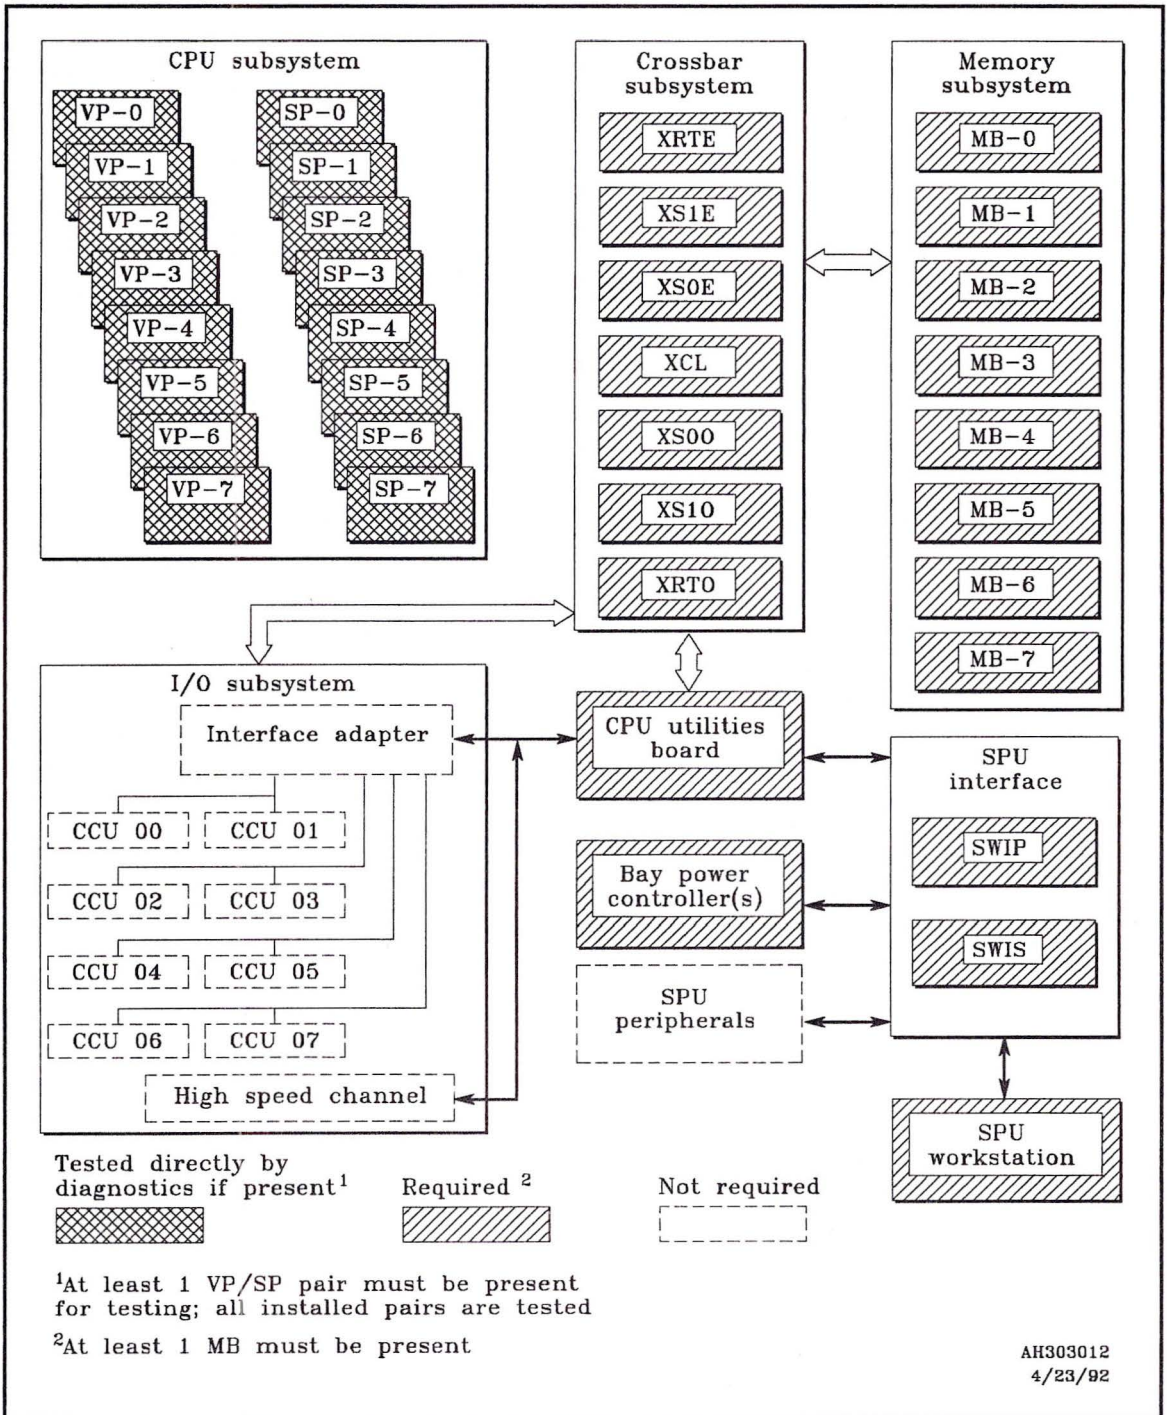 CPU subsystem
VP-0
VP-1
VP-2
VP-3
VP-4
VP-5
VP-6
VP-7
SP-0
SP-1
SP-2
SP-3
SP-4
SP-5
SP-6
SP-7
Crossbar
subsystem
XRTE
XS1E
XS0E
XCL
XS0O
XS1O
XRTO
Memory
subsystem
MB-0
MB-1
MB-2
MB-3
MB-4
MB-5
MB-6
MB-7
I/O subsystem
Interface adapter
CCU 00
CCU 01
CCU 02
CCU 03
CCU 04
CCU 05
CCU 06
CCU 07
High speed channel
CPU utilities
board
Bay power
controller(s)
SPU
peripherals
SPU
interface
SWIP
SWIS
SPU
workstation
Tested directly by
diagnostics if present¹
Required ²
Not required
¹At least 1 VP/SP pair must be present
for testing; all installed pairs are tested
²At least 1 MB must be present
AH303012
4/23/92